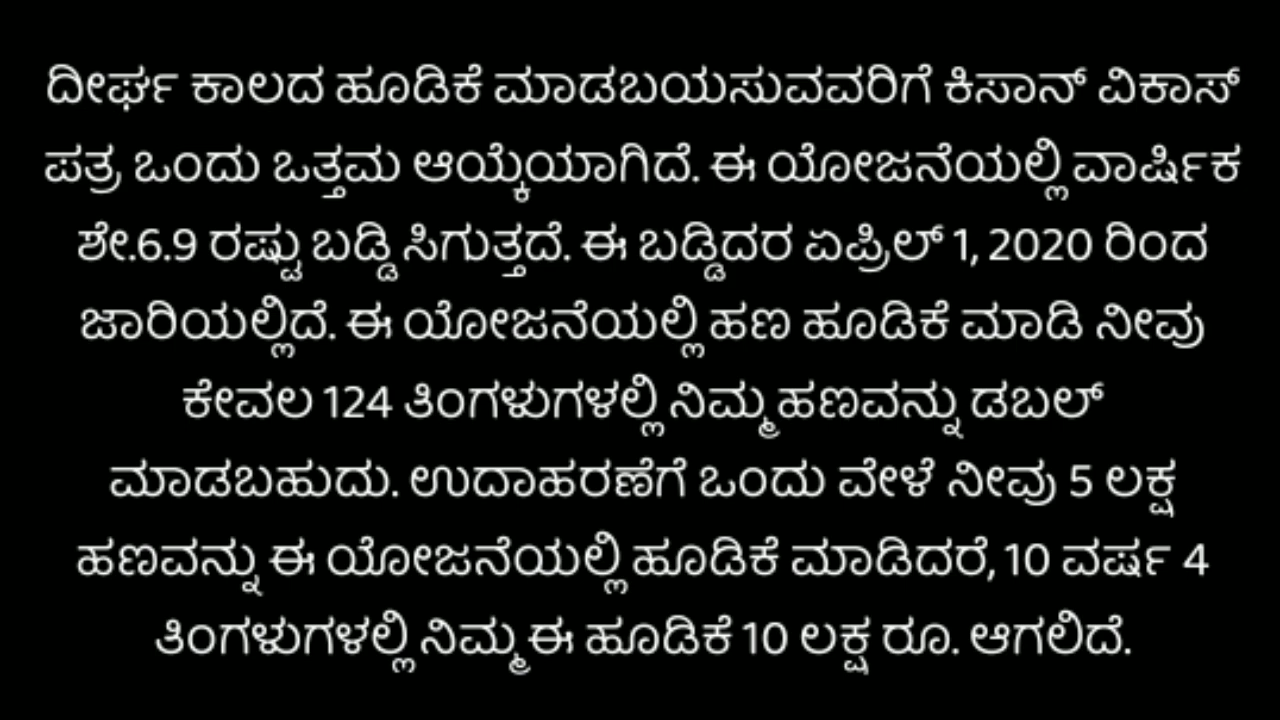 ದೀರ್ಘ ಕಾಲದ ಹೂಡಿಕೆ ಮಾಡಬಯಸುವವರಿಗೆ ಕಿಸಾನ್ ವಿಕಾಸ್
ಪತ್ರ ಒಂದು ಒತ್ತಮ ಆಯ್ಕೆಯಾಗಿದೆ. ಈ ಯೋಜನೆಯಲ್ಲಿ ವಾರ್ಷಿಕ
ಶೇ.6.9 ರಷ್ಟು ಬಡ್ಡಿ ಸಿಗುತ್ತದೆ. ಈ ಬಡ್ಡಿದರ ಏಪ್ರಿಲ್ 1, 2020 ರಿಂದ
ಜಾರಿಯಲ್ಲಿದೆ. ಈ ಯೋಜನೆಯಲ್ಲಿ ಹಣ ಹೂಡಿಕೆ ಮಾಡಿ ನೀವು
ಕೇವಲ 124 ತಿಂಗಳುಗಳಲ್ಲಿ ನಿಮ್ಮ ಹಣವನ್ನು ಡಬಲ್
ಮಾಡಬಹುದು. ಉದಾಹರಣೆಗೆ ಒಂದು ವೇಳೆ ನೀವು 5 ಲಕ್ಷ
ಹಣವನ್ನು ಈ ಯೋಜನೆಯಲ್ಲಿ ಹೂಡಿಕೆ ಮಾಡಿದರೆ, 10 ವರ್ಷ 4
ತಿಂಗಳುಗಳಲ್ಲಿ ನಿಮ್ಮ ಈ ಹೂಡಿಕೆ 10 ಲಕ್ಷ ರೂ. ಆಗಲಿದೆ.